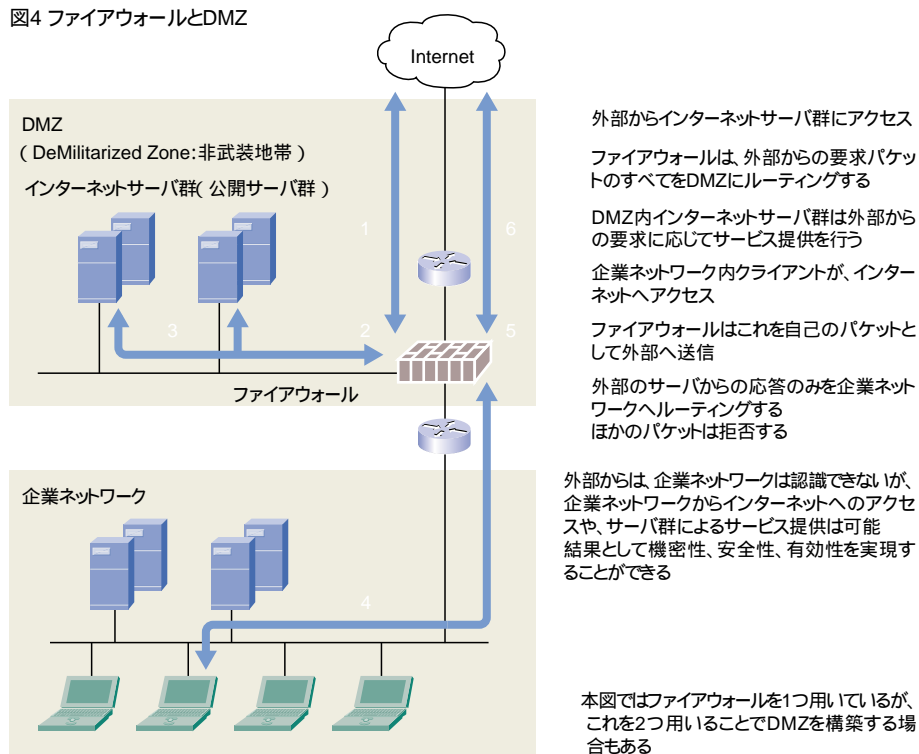 図4 ファイアウォールとDMZ
Internet
DMZ
( DeMilitarized Zone:非武装地帯 )
インターネットサーバ群( 公開サーバ群 )
1
6
3
2
5
ファイアウォール
企業ネットワーク
4
外部からインターネットサーバ群にアクセス
ファイアウォールは、外部からの要求パケッ
トのすべてをDMZにルーティングする
DMZ内インターネットサーバ群は外部から
の要求に応じてサービス提供を行う
企業ネットワーク内クライアントが、インター
ネットへアクセス
ファイアウォールはこれを自己のパケットと
して外部へ送信
外部のサーバからの応答のみを企業ネット
ワークへルーティングする
ほかのパケットは拒否する
外部からは、企業ネットワークは認識できないが、
企業ネットワークからインターネットへのアクセ
スや、サーバ群によるサービス提供は可能
結果として機密性、安全性、有効性を実現す
ることができる
本図ではファイアウォールを1つ用いているが、
これを2つ用いることでDMZを構築する場
合もある